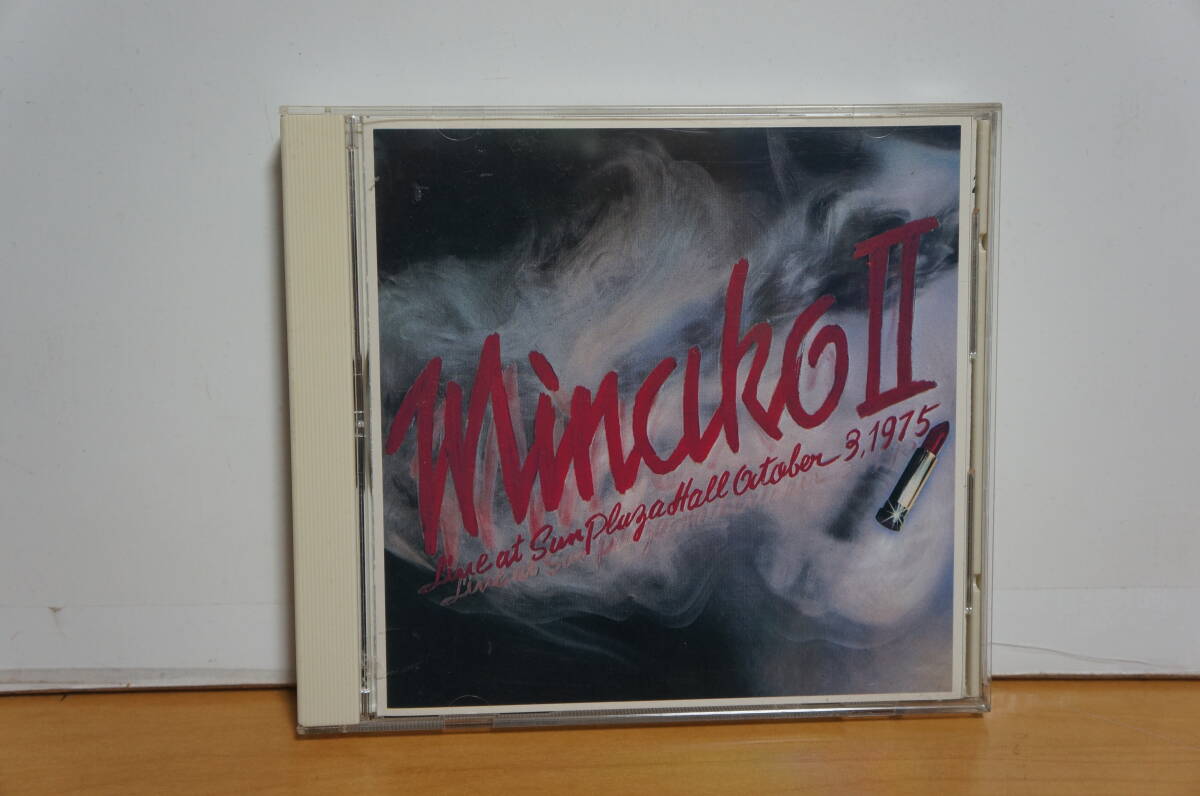 Minako II
Live at Sun Plaza Hall October 3, 1975